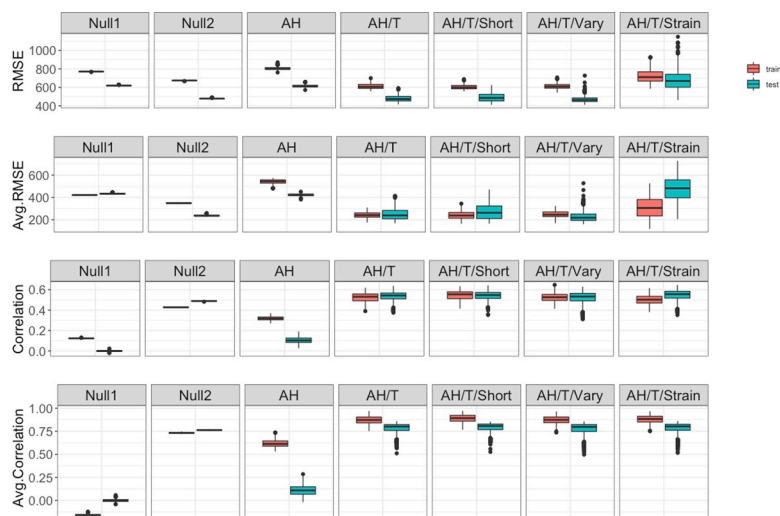 Null1 Null2 AH AH/T AH/T/Short AH/T/Vary AH/T/Strain
RMSE
1000
800
600
400
train
test
Null1 Null2 AH AH/T AH/T/Short AH/T/Vary AH/T/Strain
Avg.RMSE
600
400
200
Null1 Null2 AH AH/T AH/T/Short AH/T/Vary AH/T/Strain
Correlation
0.6
0.4
0.2
0.0
Null1 Null2 AH AH/T AH/T/Short AH/T/Vary AH/T/Strain
Avg.Correlation
1.00
0.75
0.50
0.25
0.00